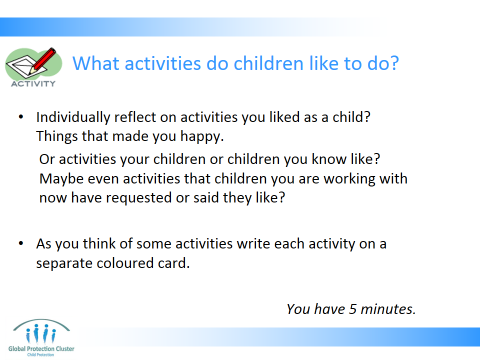 What activities do children like to do?
ACTIVITY
• Individually reflect on activities you liked as a child?
Things that made you happy.
Or activities your children or children you know like?
Maybe even activities that children you are working with
now have requested or said they like?
• As you think of some activities write each activity on a
separate coloured card.
You have 5 minutes.
Global Protection Cluster
Child Protection